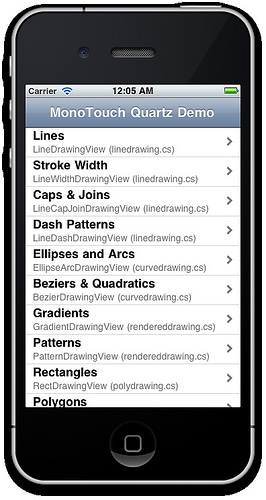 Carrier 12:05 AM
MonoTouch Quartz Demo
Lines
LineDrawingView (linedrawing.cs)
Stroke Width
LineWidthDrawingView (linedrawing.cs)
Caps & Joins
LineCapJoinDrawingView (linedrawing.cs)
Dash Patterns
LineDashDrawingView (linedrawing.cs)
Ellipses and Arcs
EllipseArcDrawingView (curvedrawing.cs)
Beziers & Quadratics
BezierDrawingView (curvedrawing.cs)
Gradients
GradientDrawingView (rendereddrawing.cs)
Patterns
PatternDrawingView (rendereddrawing.cs)
Rectangles
RectDrawingView (polydrawing.cs)
Polygons